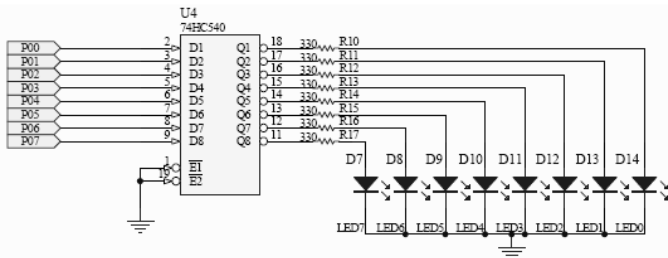 U4
74HC540
P00 2 D1 Q1 18 330 R10
P01 3 D2 Q2 17 330 R11
P02 4 D3 Q3 16 330 R12
P03 5 D4 Q4 15 330 R13
P04 6 D5 Q5 14 330 R14
P05 7 D6 Q6 13 330 R15
P06 8 D7 Q7 12 330 R16
P07 9 D8 Q8 11 330 R17
D7 D8 D9 D10 D11 D12 D13 D14
1 E1
19 E2
LED7 LED6 LED5 LED4 LED3 LED2 LED1 LED0